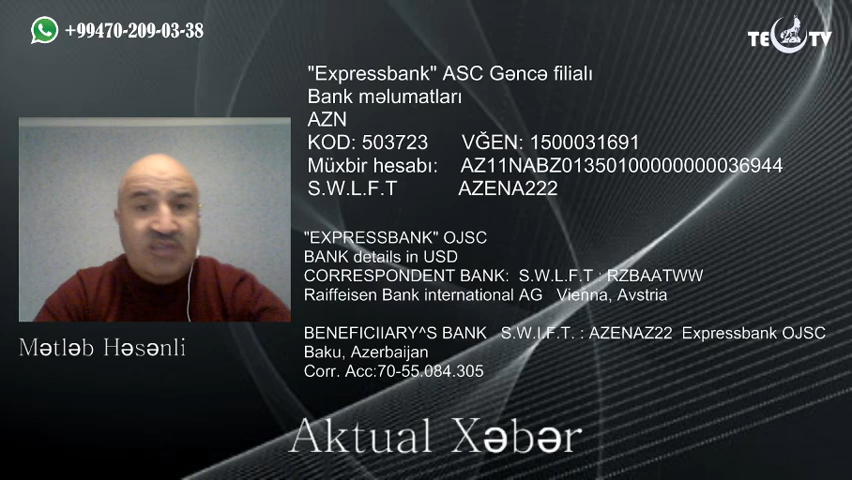 +99470-209-03-38
TE TV
"Expressbank" ASC Gəncə filialı
Bank məlumatları
AZN
KOD: 503723 VĞEN: 1500031691
Müxbir hesabı: AZ11NABZ01350100000000036944
S.W.L.F.T AZENA222
"EXPRESSBANK" OJSC
BANK details in USD
CORRESPONDENT BANK: S.W.L.F.T : RZBAATWW
Raiffeisen Bank international AG Vienna, Avstria
BENEFICIIARY^S BANK S.W.I.F.T. : AZENAZ22 Expressbank OJSC
Baku, Azerbaijan
Corr. Acc:70-55.084.305
Mətləb Həsənli
Aktual Xəbər